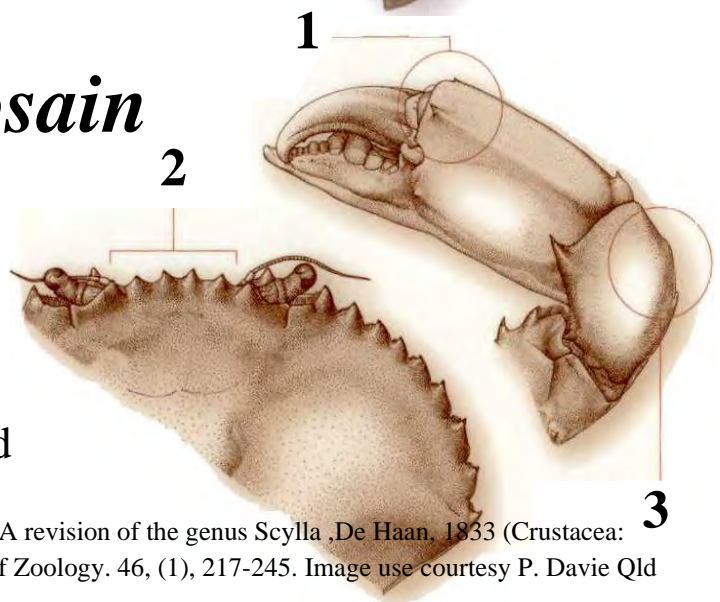 1
osain
2
d
3
A revision of the genus Scylla ,De Haan, 1833 (Crustacea:
f Zoology. 46, (1), 217-245. Image use courtesy P. Davie Qld